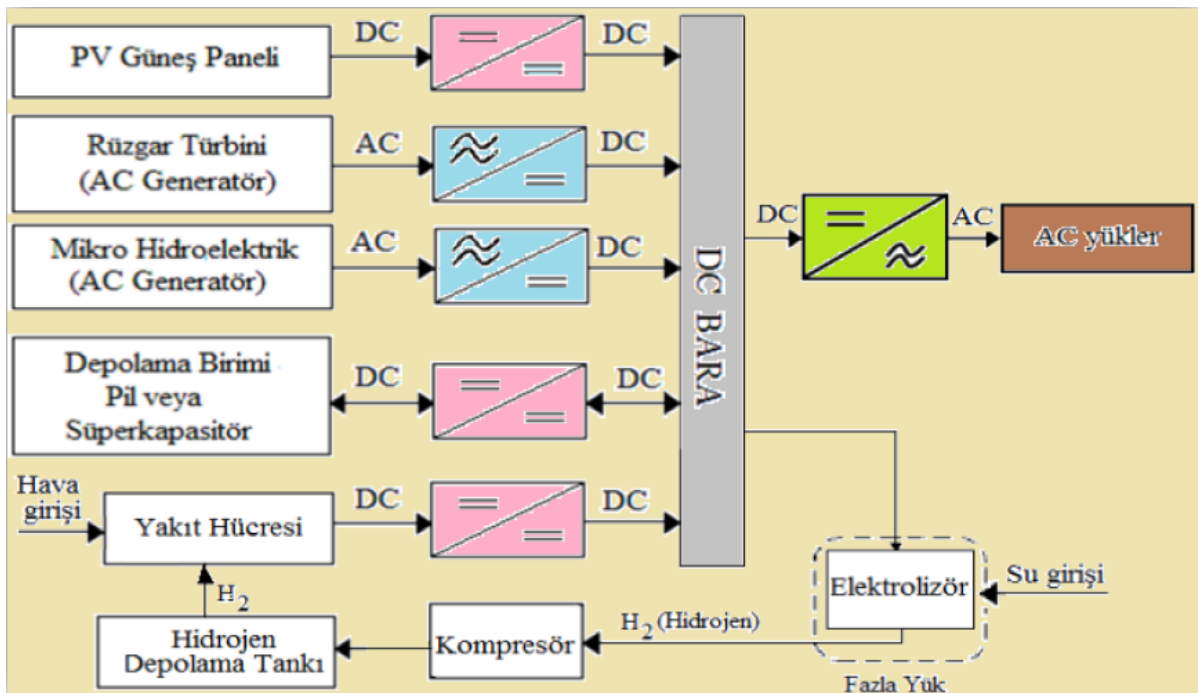 PV Güneş Paneli
DC
DC
Rüzgar Türbini
(AC Generatör)
AC
DC
Mikro Hidroelektrik
(AC Generatör)
AC
DC
DC BARA
DC
AC
AC yükler
Depolama Birimi
Pil veya
Süperkapasitör
DC
DC
Hava
girişi
Yakıt Hücresi
DC
DC
H2
Hidrojen
Depolama Tankı
Kompresör
H2 (Hidrojen)
Elektrolizör
Su girişi
Fazla Yük